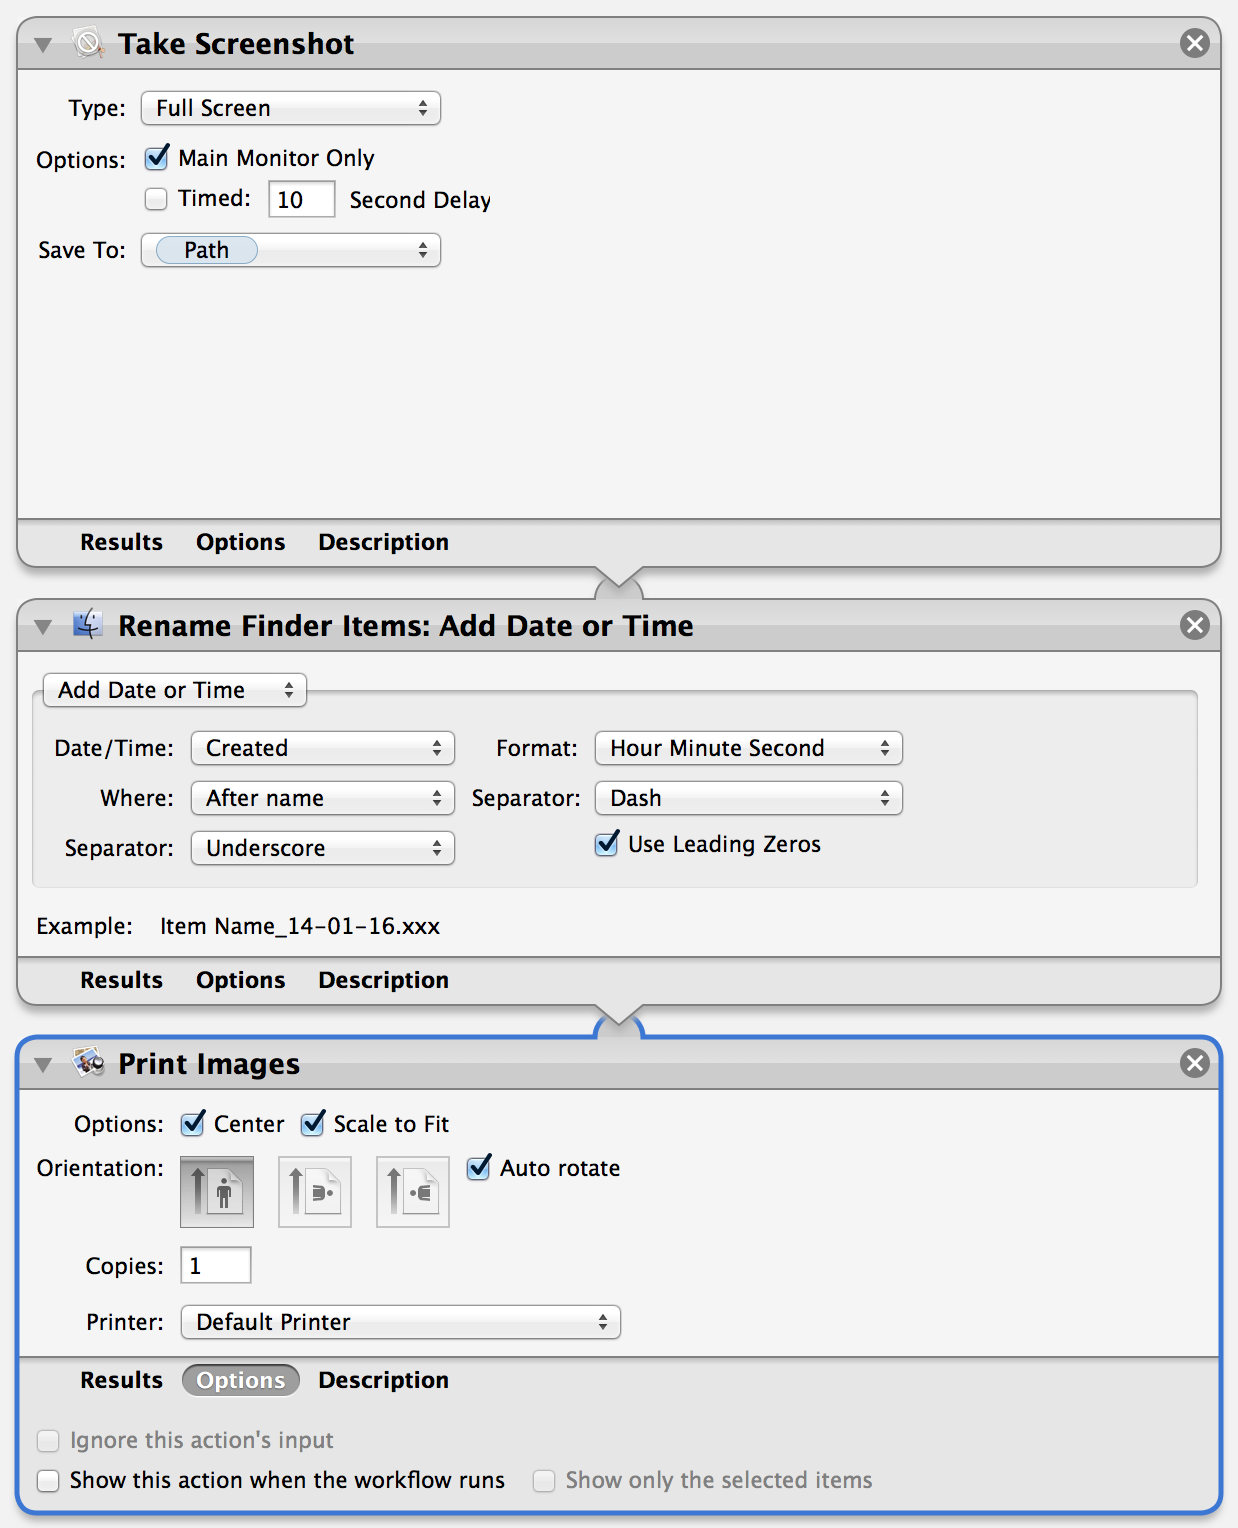 Take Screenshot
Type: Full Screen
Options: Main Monitor Only
Timed: 10 Second Delay
Save To: Path
Results Options Description
Rename Finder Items: Add Date or Time
Add Date or Time
Date/Time: Created Format: Hour Minute Second
Where: After name Separator: Dash
Separator: Underscore Use Leading Zeros
Example: Item Name_14-01-16.xxx
Results Options Description
Print Images
Options: Center Scale to Fit
Orientation: Auto rotate
Copies: 1
Printer: Default Printer
Results Options Description
Ignore this action's input
Show this action when the workflow runs Show only the selected items